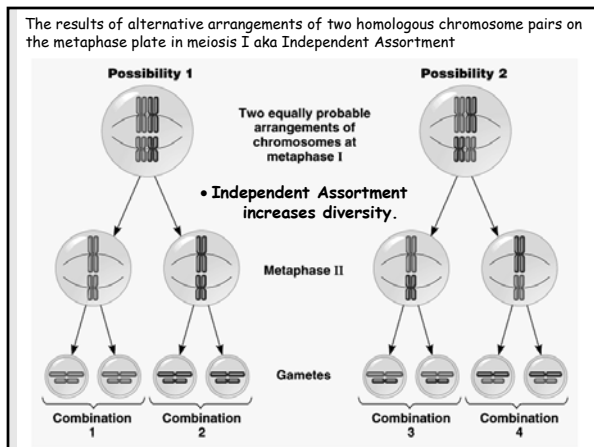 The results of alternative arrangements of two homologous chromosome pairs on
the metaphase plate in meiosis I aka Independent Assortment
Possibility 1
Possibility 2
Two equally probable
arrangements of
chromosomes at
metaphase I
• Independent Assortment
increases diversity.
Metaphase II
Gametes
Combination
1
Combination
2
Combination
3
Combination
4